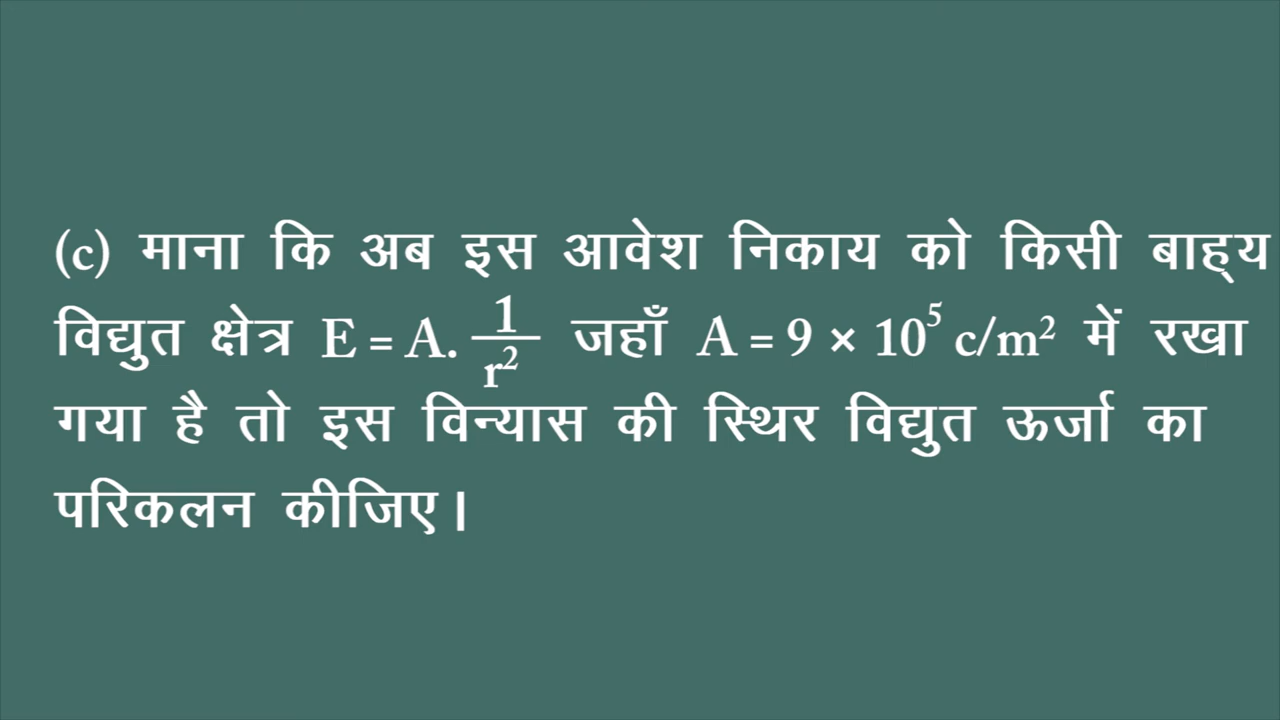 (c) माना कि अब इस आवेश निकाय को किसी बाह्‌य
विद्युत क्षेत्र E = A. 1/r² जहाँ A = 9 × 10⁵ c/m² में रखा
गया है तो इस विन्यास की स्थिर विद्युत ऊर्जा का
परिकलन कीजिए।